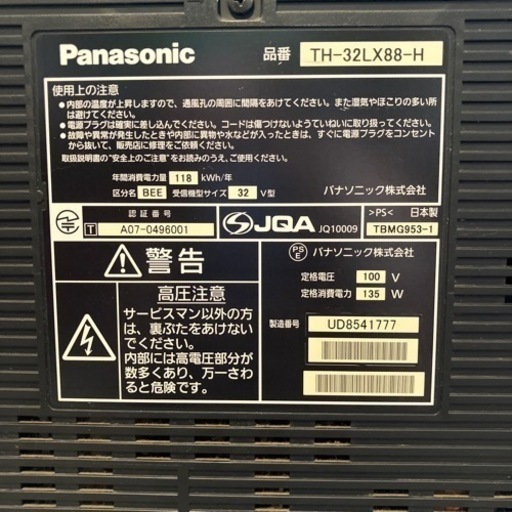 Panasonic 品番 TH-32LX88-H
使用上の注意
●内部の温度が上昇しますので、通風孔の周囲に間隔をあけてください。また湿気やほこりの多い所
は避けてください。
●電源プラグは確実に差し込んでください。コードは傷つけないようていねいに取り扱ってください。
●故障や異常が発生したときや内部に異物や水などが入ったときは、すぐに電源プラグをコンセント
から抜いて、販売店に修理をご依頼ください。
取扱説明書の"安全上のご注意"をお読みのうえ、ご使用ください。
年間消費電力量 118 kWh/年
区分名 BEE 受信機型サイズ 32 V型 パナソニック株式会社
認証番号
T A07-0496001
JQA JQ10009
>PS< 日本製
TBMG953-1
警告
高圧注意
サービスマン以外の方
は、裏ぶたをあけない
でください。
内部には高電圧部分が
数多くあり、万一さわ
ると危険です。
PSE パナソニック株式会社
定格電圧 100 V
定格消費電力 135 W
製造番号 UD8541777